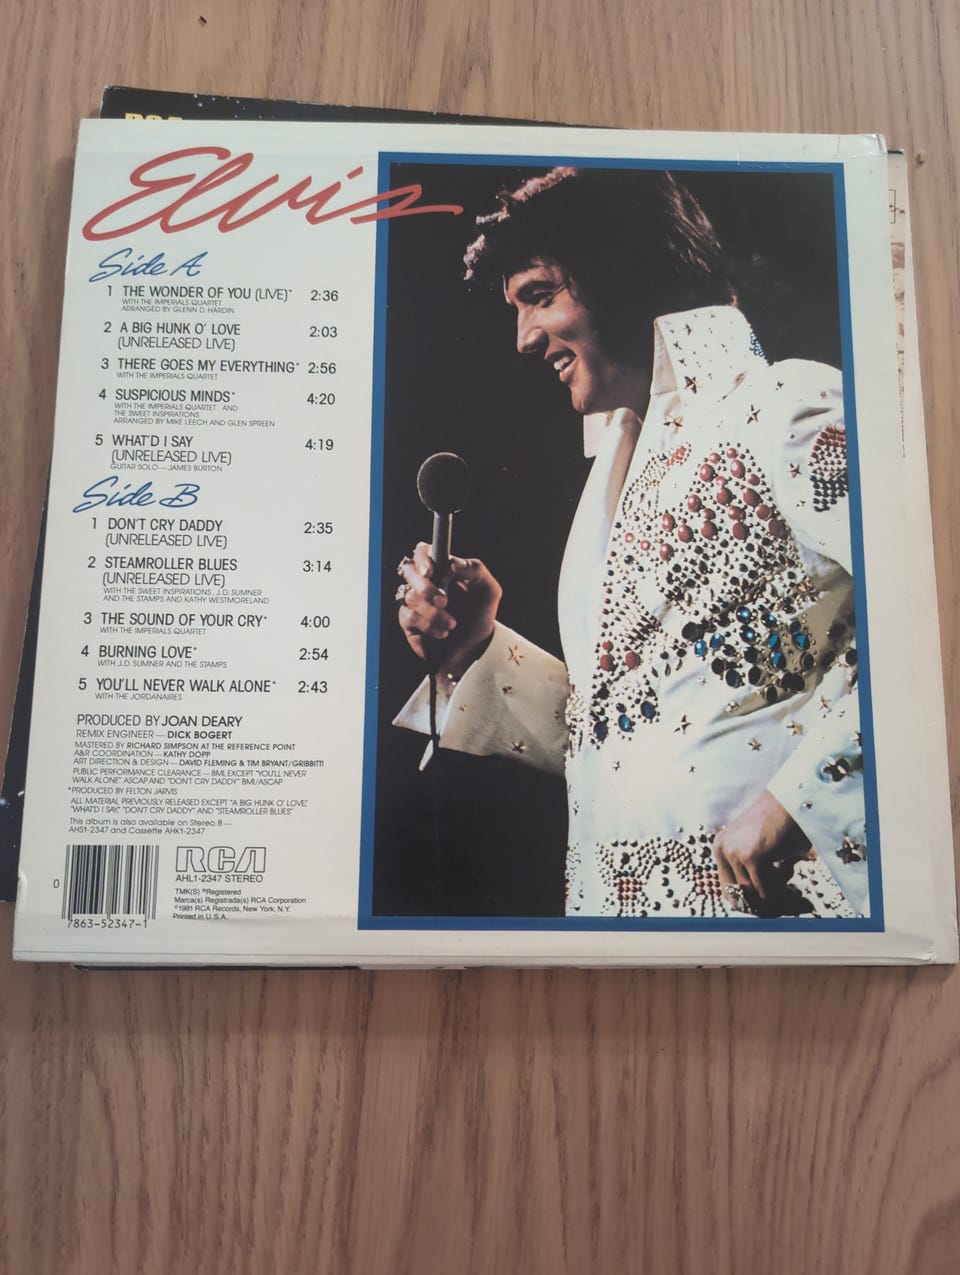 RCA
Elvis
Side A
1 THE WONDER OF YOU (LIVE)* 2:36
WITH THE IMPERIALS QUARTET
ARRANGED BY GLENN D. HARDIN
2 A BIG HUNK O' LOVE 2:03
(UNRELEASED LIVE)
3 THERE GOES MY EVERYTHING* 2:56
WITH THE IMPERIALS QUARTET
4 SUSPICIOUS MINDS* 4:20
WITH THE IMPERIALS QUARTET AND
THE SWEET INSPIRATIONS
ARRANGED BY MIKE LEECH AND GLEN SPREEN
5 WHAT'D I SAY 4:19
(UNRELEASED LIVE)
GUITAR SOLO—JAMES BURTON
Side B
1 DON'T CRY DADDY 2:35
(UNRELEASED LIVE)
2 STEAMROLLER BLUES 3:14
(UNRELEASED LIVE)
WITH THE SWEET INSPIRATIONS, J.D. SUMNER
AND THE STAMPS AND KATHY WESTMORELAND
3 THE SOUND OF YOUR CRY* 4:00
WITH THE IMPERIALS QUARTET
4 BURNING LOVE* 2:54
WITH J.D. SUMNER AND THE STAMPS
5 YOU'LL NEVER WALK ALONE* 2:43
WITH THE JORDANAIRES
PRODUCED BY JOAN DEARY
REMIX ENGINEER—DICK BOGERT
MASTERED BY RICHARD SIMPSON AT THE REFERENCE POINT
A&R COORDINATION—KATHY DOPP
ART DIRECTION & DESIGN—DAVID FLEMING & TIM BRYANT/GRIBBITT!
PUBLIC PERFORMANCE CLEARANCE—BMI, EXCEPT "YOU'LL NEVER
WALK ALONE" ASCAP AND "DON'T CRY DADDY" BMI/ASCAP
*PRODUCED BY FELTON JARVIS
ALL MATERIAL PREVIOUSLY RELEASED EXCEPT "A BIG HUNK O' LOVE,"
"WHAT'D I SAY," "DON'T CRY DADDY" AND "STEAMROLLER BLUES"
This album is also available on Stereo 8—
AHS1-2347 and Cassette AHK1-2347
0
7863-52347-1
RCA
AHL1-2347 STEREO
TMK(S) ®Registered
Marca(s) Registrada(s) RCA Corporation
©1981 RCA Records, New York, N.Y.
Printed in U.S.A.